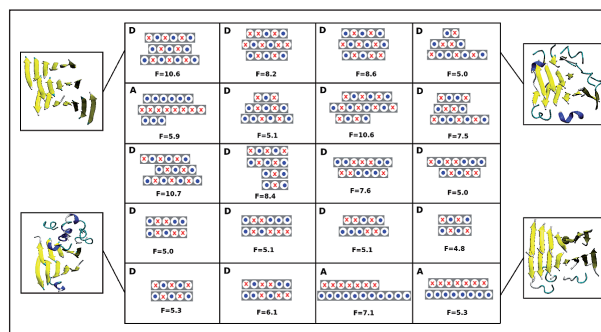 D D D D
F=10.6 F=8.2 F=8.6 F=5.0
A D D D
F=5.9 F=5.1 F=10.6 F=7.5
D D D D
F=10.7 F=8.4 F=7.6 F=5.0
D D D D
F=5.0 F=5.1 F=5.1 F=4.8
D D A A
F=5.3 F=6.1 F=7.1 F=5.3